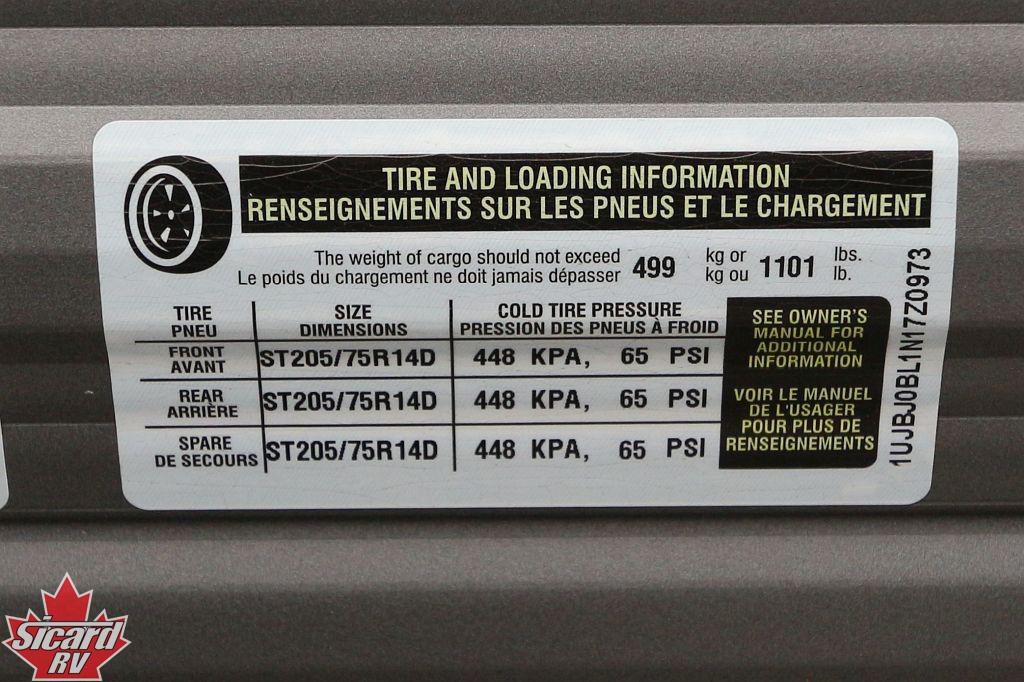 TIRE AND LOADING INFORMATION
RENSEIGNEMENTS SUR LES PNEUS ET LE CHARGEMENT
The weight of cargo should not exceed 499 kg or 1101 lbs.
Le poids du chargement ne doit jamais dépasser kg ou lb.
TIRE SIZE COLD TIRE PRESSURE
PNEU DIMENSIONS PRESSION DES PNEUS À FROID
FRONT
AVANT ST205/75R14D 448 KPA, 65 PSI
REAR
ARRIÈRE ST205/75R14D 448 KPA, 65 PSI
SPARE
DE SECOURS ST205/75R14D 448 KPA, 65 PSI
SEE OWNER'S
MANUAL FOR
ADDITIONAL
INFORMATION
VOIR LE MANUEL
DE L'USAGER
POUR PLUS DE
RENSEIGNEMENTS
1UJBJ0BL1N17Z0973
Sicard
RV